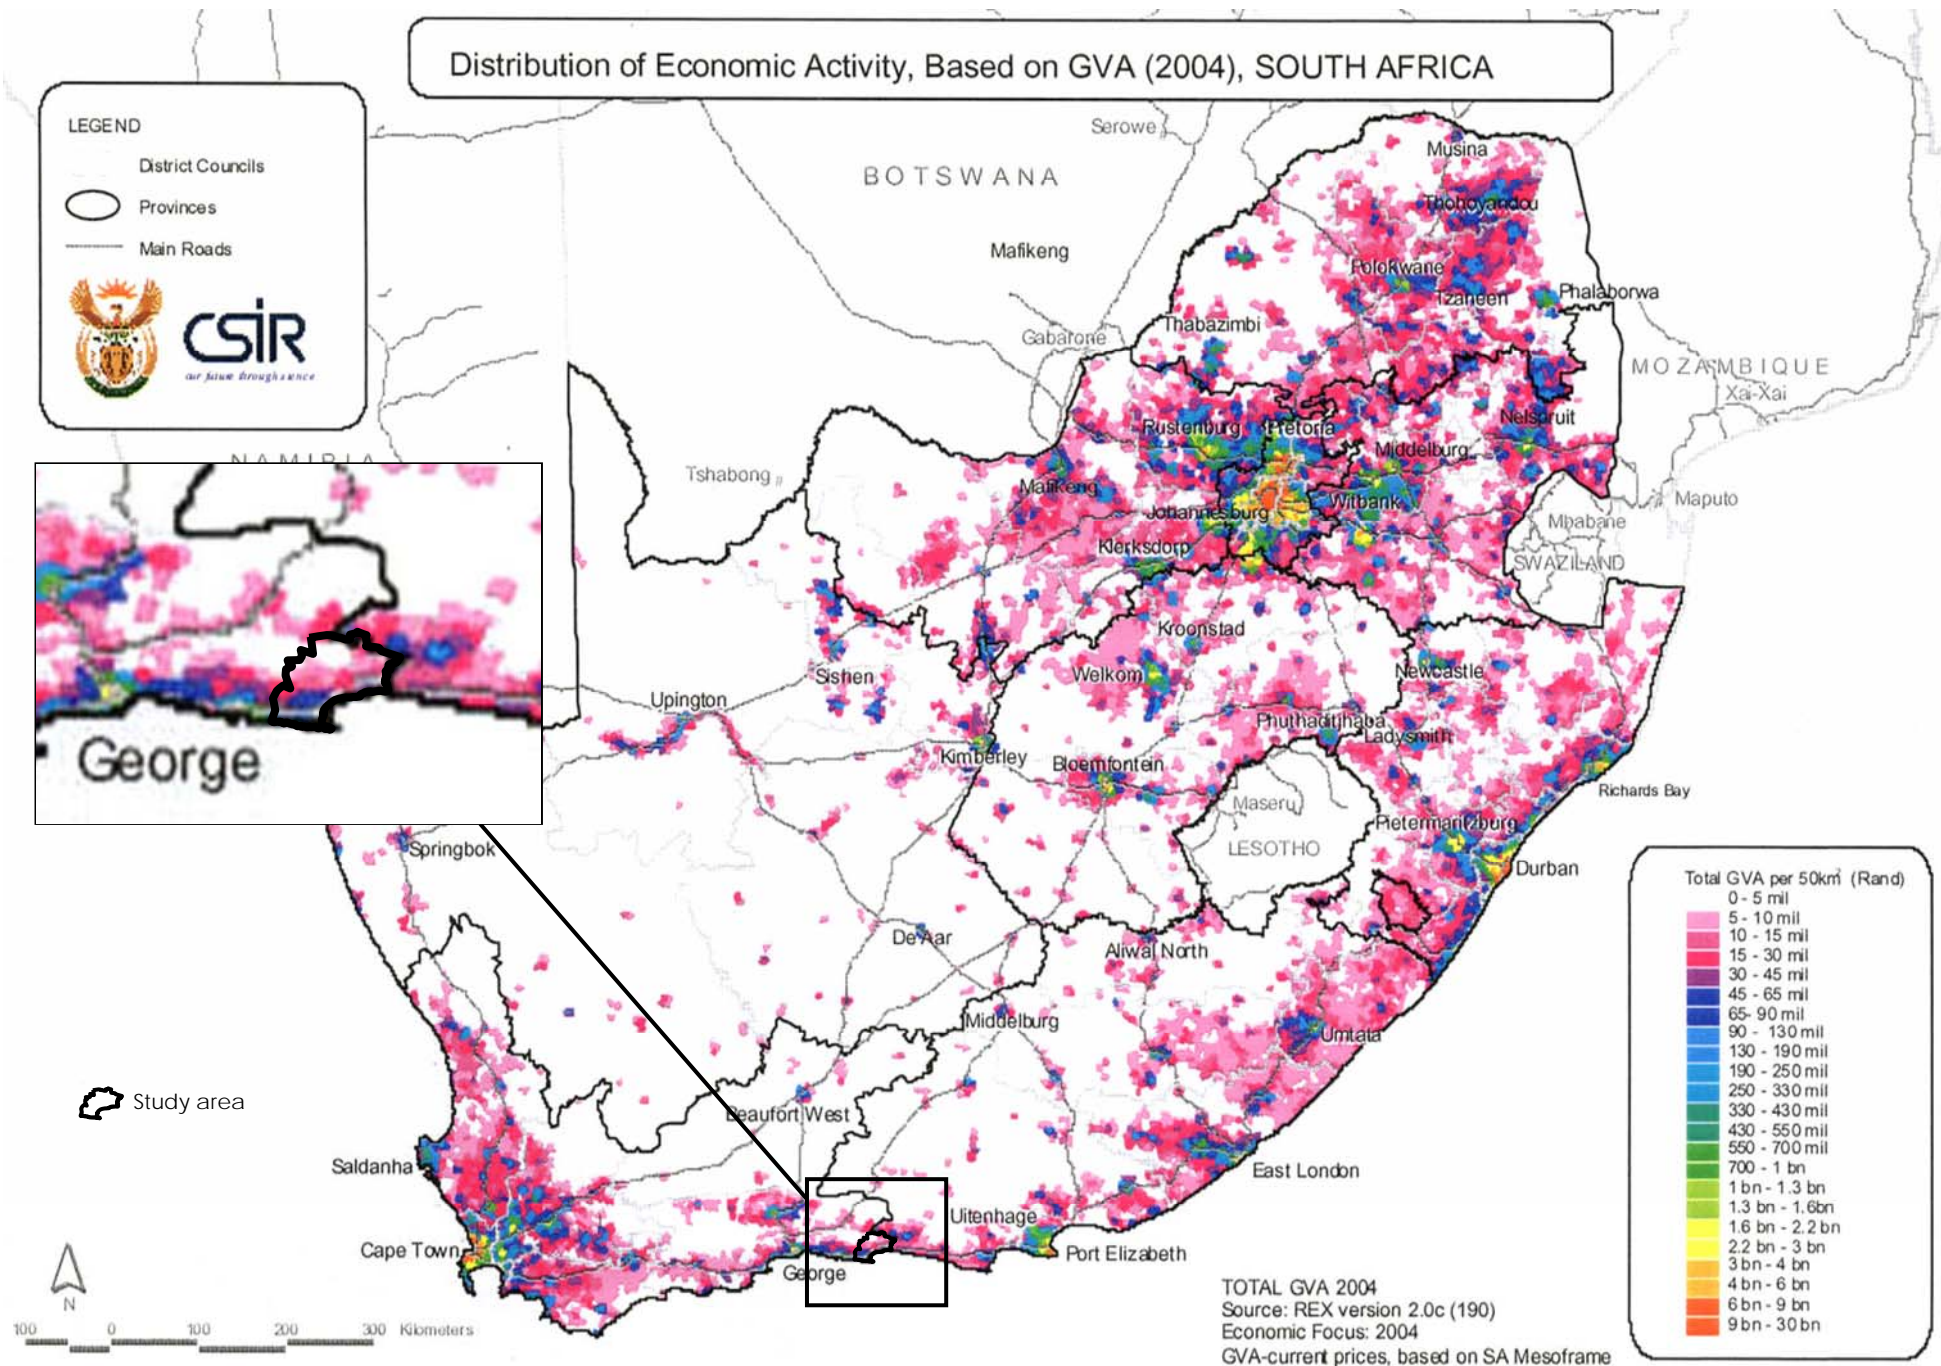 Distribution of Economic Activity, Based on GVA (2004), SOUTH AFRICA
LEGEND
District Councils
Provinces
Main Roads
CSIR
our future through science
BOTSWANA
Serowe
Mafikeng
Gabarone
Musina
Thohoyandou
Polokwane
Tzaneen
Phalaborwa
Thabazimbi
MOZAMBIQUE
Xai-Xai
NAMIBIA
Tshabong
Rustenburg
Pretoria
Nelspruit
Middelburg
Mafikeng
Johannesburg
Witbank
Maputo
Mbabane
SWAZILAND
Klerksdorp
Kroonstad
Sishen
Welkom
Newcastle
Upington
Phuthaditjhaba
Ladysmith
Kimberley
Bloemfontein
Richards Bay
Maseru
LESOTHO
Pietermaritzburg
Durban
George
Springbok
De Aar
Aliwal North
Middelburg
Umtata
Study area
Beaufort West
Saldanha
East London
Uitenhage
Cape Town
Port Elizabeth
George
N
100 0 100 200 300 Kilometers
Total GVA per 50km² (Rand)
0 - 5 mil
5 - 10 mil
10 - 15 mil
15 - 30 mil
30 - 45 mil
45 - 65 mil
65- 90 mil
90 - 130 mil
130 - 190 mil
190 - 250 mil
250 - 330 mil
330 - 430 mil
430 - 550 mil
550 - 700 mil
700 - 1 bn
1 bn - 1.3 bn
1.3 bn - 1.6bn
1.6 bn - 2.2 bn
2.2 bn - 3 bn
3 bn - 4 bn
4 bn - 6 bn
6 bn - 9 bn
9 bn - 30 bn
TOTAL GVA 2004
Source: REX version 2.0c (190)
Economic Focus: 2004
GVA-current prices, based on SA Mesoframe